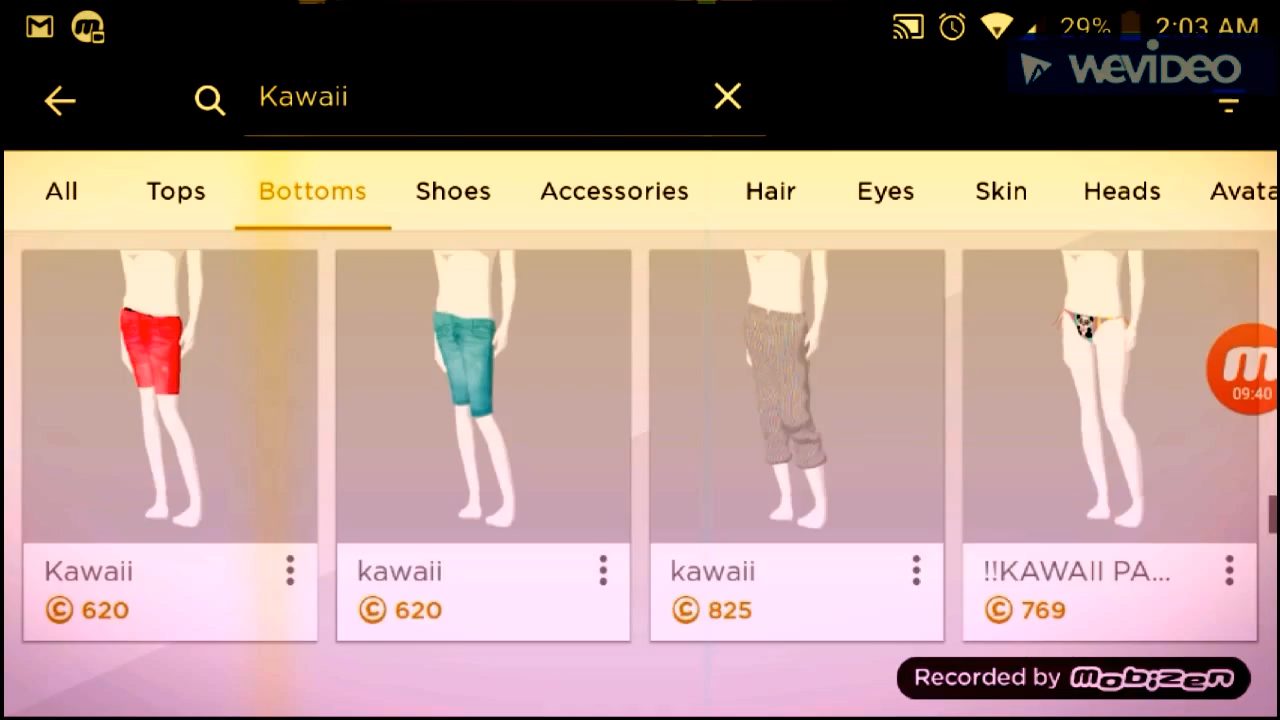 29% 2:03 AM
WEVIDEO
Kawaii
All Tops Bottoms Shoes Accessories Hair Eyes Skin Heads Avata
09:40
Kawaii kawaii kawaii !!KAWAII PA...
© 620 © 620 © 825 © 769
Recorded by mobizen